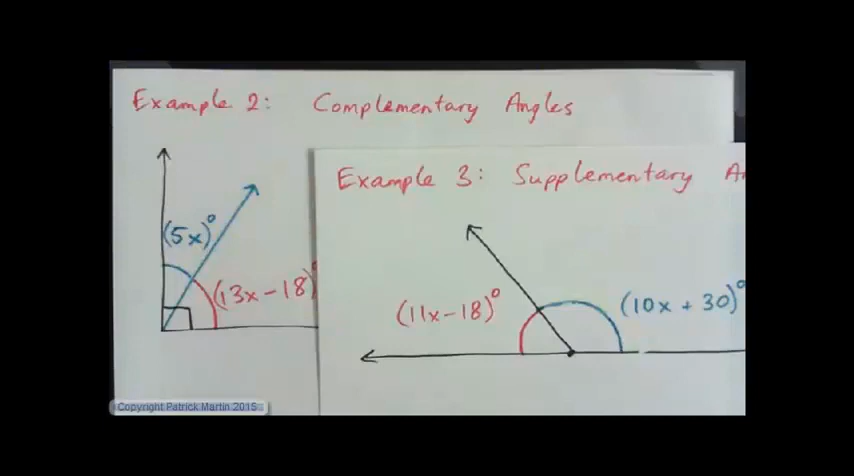 Example 2: Complementary Angles
(5x)°
(13x-18)°
Example 3: Supplementary
(11x-18)°
(10x + 30)°
Copyright Patrick Martin 2015